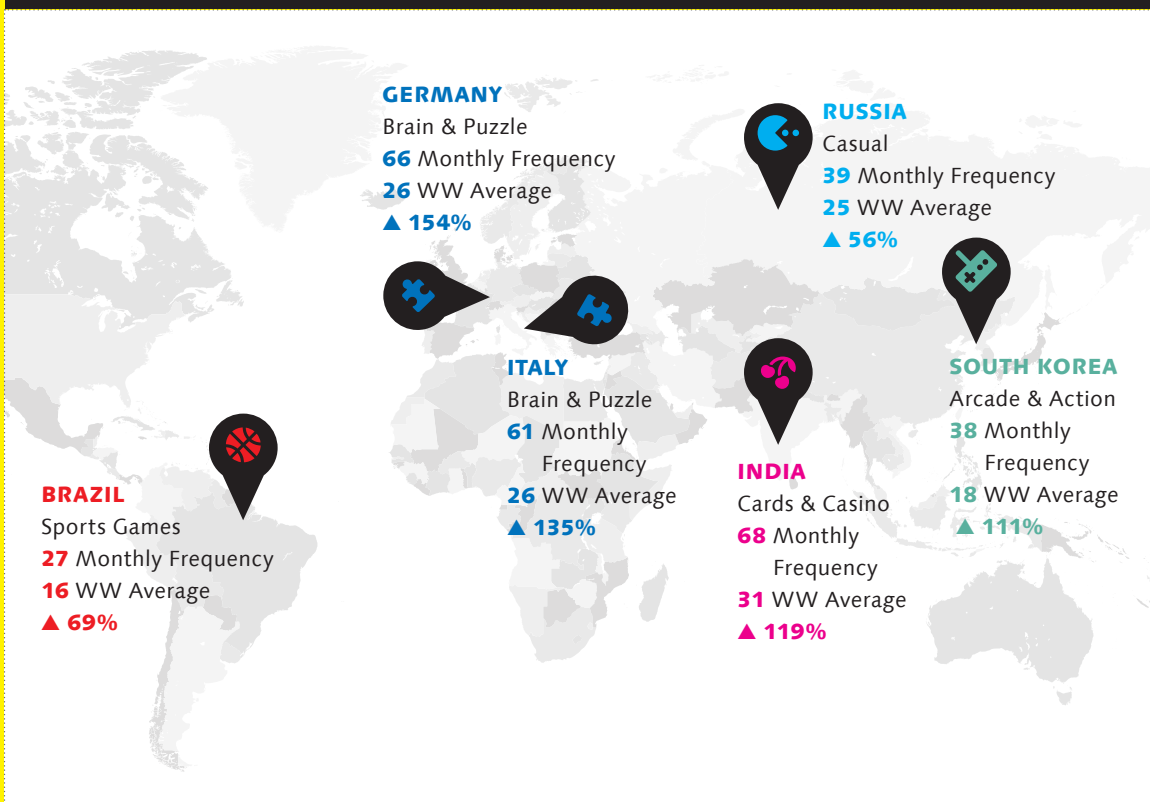 GERMANY
Brain & Puzzle
66 Monthly Frequency
26 WW Average
▲ 154%
RUSSIA
Casual
39 Monthly Frequency
25 WW Average
▲ 56%
ITALY
Brain & Puzzle
61 Monthly
Frequency
26 WW Average
▲ 135%
SOUTH KOREA
Arcade & Action
38 Monthly
Frequency
18 WW Average
▲ 111%
INDIA
Cards & Casino
68 Monthly
Frequency
31 WW Average
▲ 119%
BRAZIL
Sports Games
27 Monthly Frequency
16 WW Average
▲ 69%